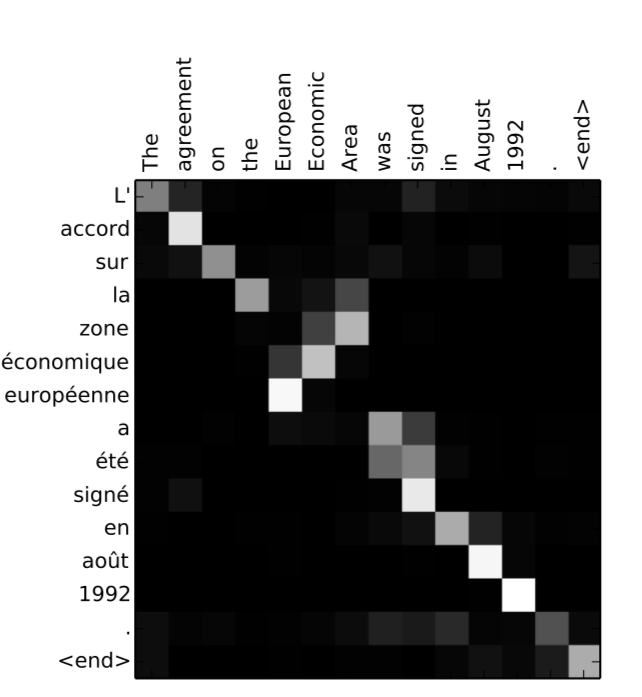 The agreement on the European Economic Area was signed in August 1992 . <end>
L'
accord
sur
la
zone
économique
européenne
a
été
signé
en
août
1992
.
<end>